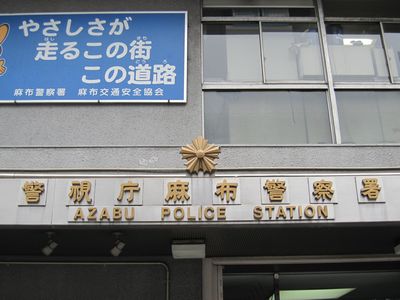 やさしさが
走るこの街
この道路
麻布警察署 麻布交通安全協会
警視庁麻布警察署
AZABU POLICE STATION